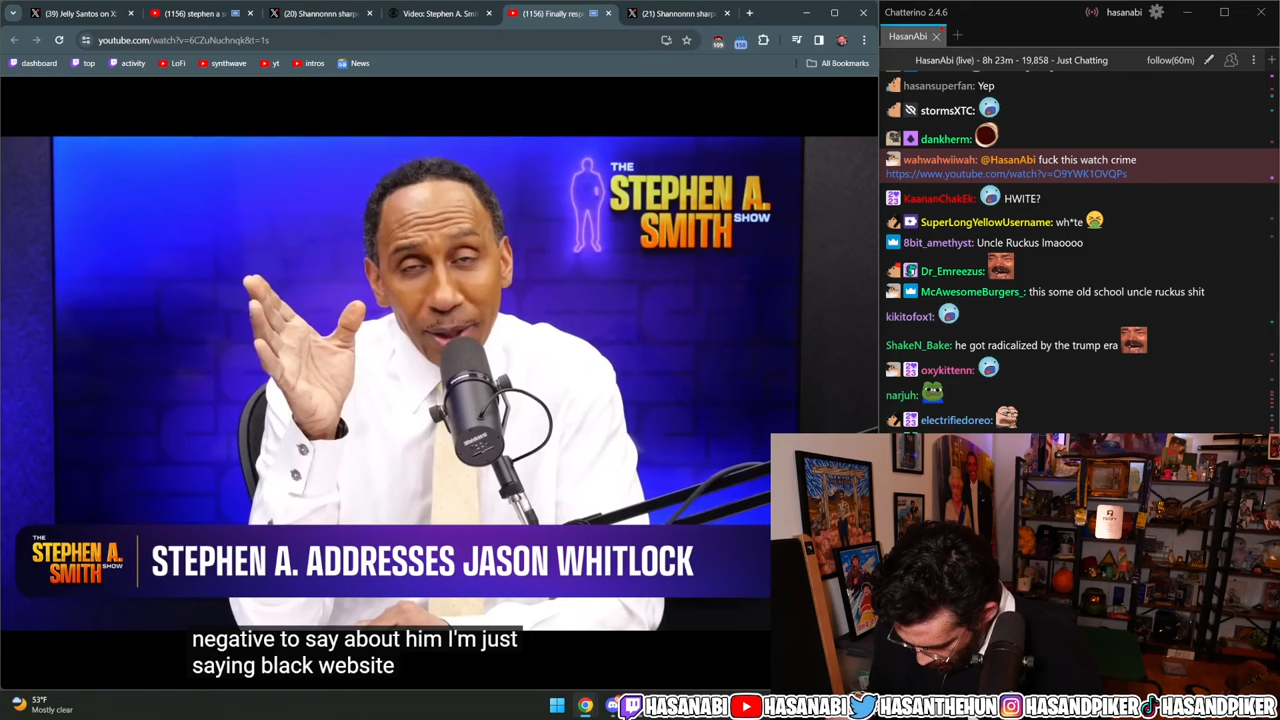 (39) Jelly Santos on X:
(1156) stephen a s
(20) Shannonnn sharpe
Video: Stephen A. Smit
(1156) Finally resp
(21) Shannonnn sharpe
youtube.com/watch?v=6CZuNuchnqk&t=1s
109
150
dashboard
top
activity
LoFi
synthwave
yt
intros
News
All Bookmarks
THE
STEPHEN A.
SMITH
SHOW
THE
STEPHEN A.
SMITH
SHOW
STEPHEN A. ADDRESSES JASON WHITLOCK
negative to say about him I'm just
saying black website
Chatterino 2.4.6
hasanabi
HasanAbi
HasanAbi (live) - 8h 23m - 19,858 - Just Chatting
follow(60m)
hasansuperfan: Yep
stormsXTC:
dankherm:
wahwahwiiwah: @HasanAbi fuck this watch crime
https://www.youtube.com/watch?v=O9YWK1OVQPs
KaananChakEk: HWITE?
SuperLongYellowUsername: wh*te
8bit_amethyst: Uncle Ruckus lmaoooo
Dr_Emreezus:
McAwesomeBurgers_: this some old school uncle ruckus shit
kikitofox1:
ShakeN_Bake: he got radicalized by the trump era
oxykittenn:
narjuh:
electrifiedoreo:
53°F
Mostly clear
HASANABI
HASANABI
HASANTHEHUN
HASANDPIKER
HASANDPIKER